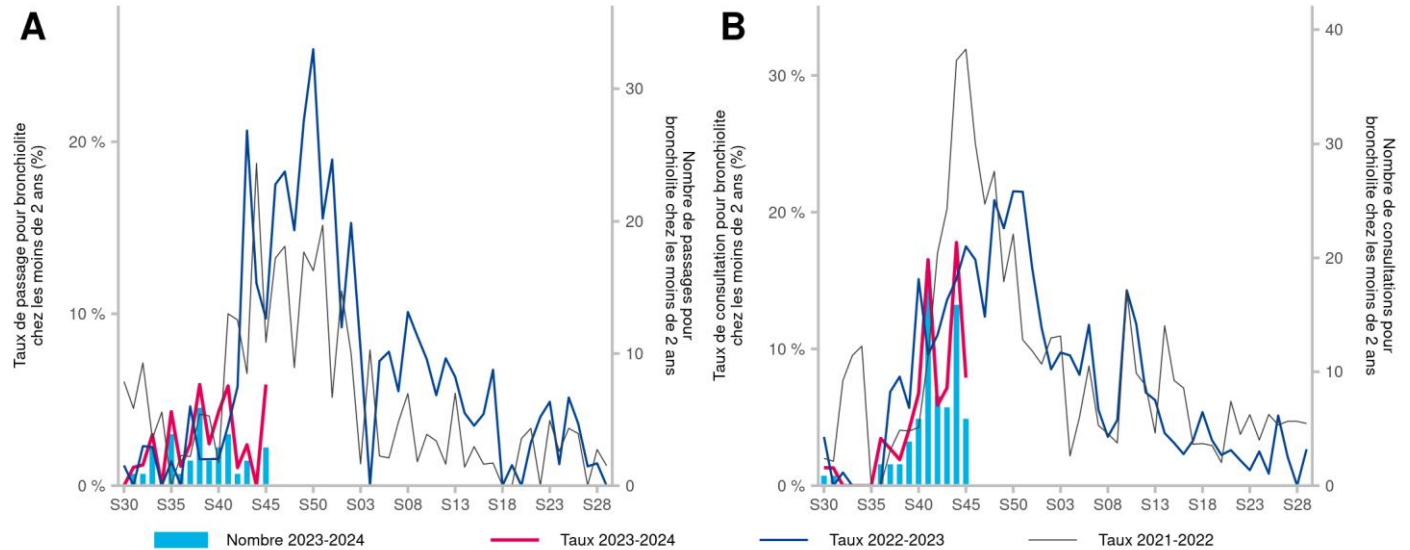 A
Taux de passage pour bronchiolite
chez les moins de 2 ans (%)
20 %
10 %
0 %
30
20
10
0
Nombre de passages pour
bronchiolite chez les moins de 2 ans
S30 S35 S40 S45 S50 S03 S08 S13 S18 S23 S28
B
Taux de consultation pour bronchiolite
chez les moins de 2 ans (%)
30 %
20 %
10 %
0 %
40
30
20
10
0
Nombre de consultations pour
bronchiolite chez les moins de 2 ans
S30 S35 S40 S45 S50 S03 S08 S13 S18 S23 S28
Nombre 2023-2024 Taux 2023-2024 Taux 2022-2023 Taux 2021-2022